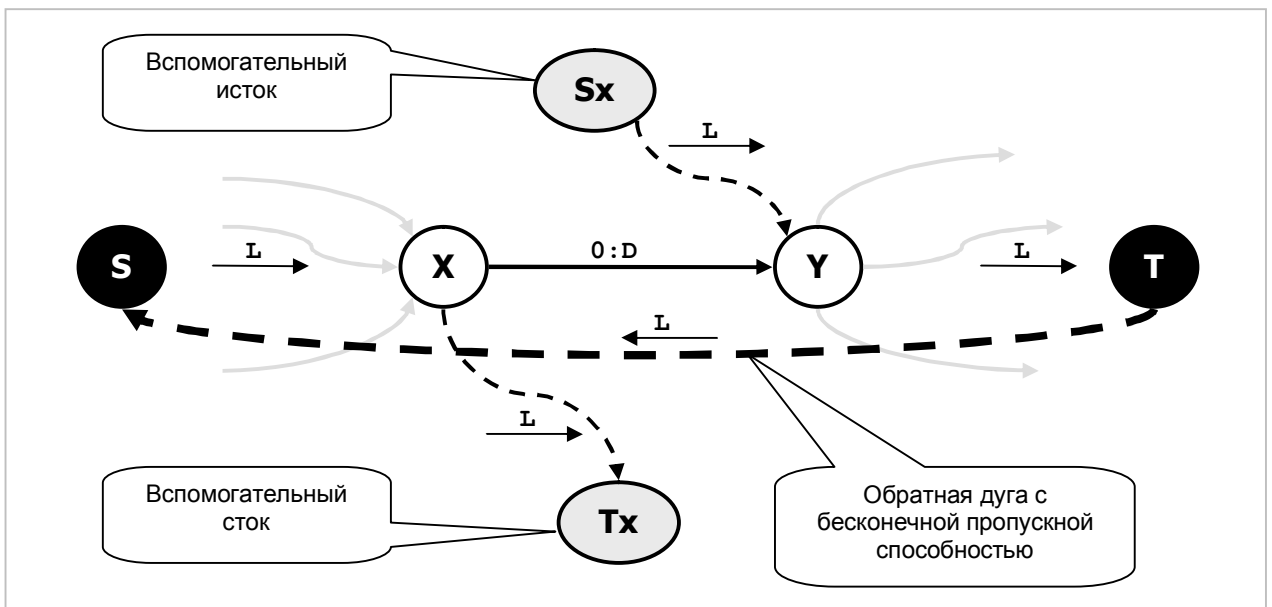 Вспомогательный
исток
Sx
L
S
L
X
0:D
Y
L
T
L
L
Вспомогательный
сток
Tx
Обратная дуга с
бесконечной пропускной
способностью